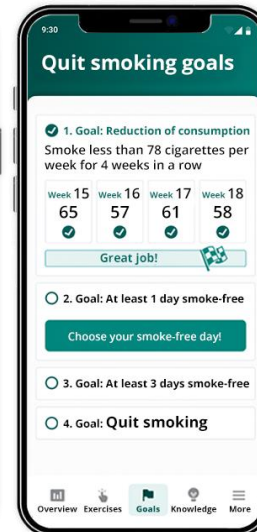 9:30
Quit smoking goals
1. Goal: Reduction of consumption
Smoke less than 78 cigarettes per
week for 4 weeks in a row
Week 15 Week 16 Week 17 Week 18
65 57 61 58
Great job!
2. Goal: At least 1 day smoke-free
Choose your smoke-free day!
3. Goal: At least 3 days smoke-free
4. Goal: Quit smoking
Overview Exercises Goals Knowledge More